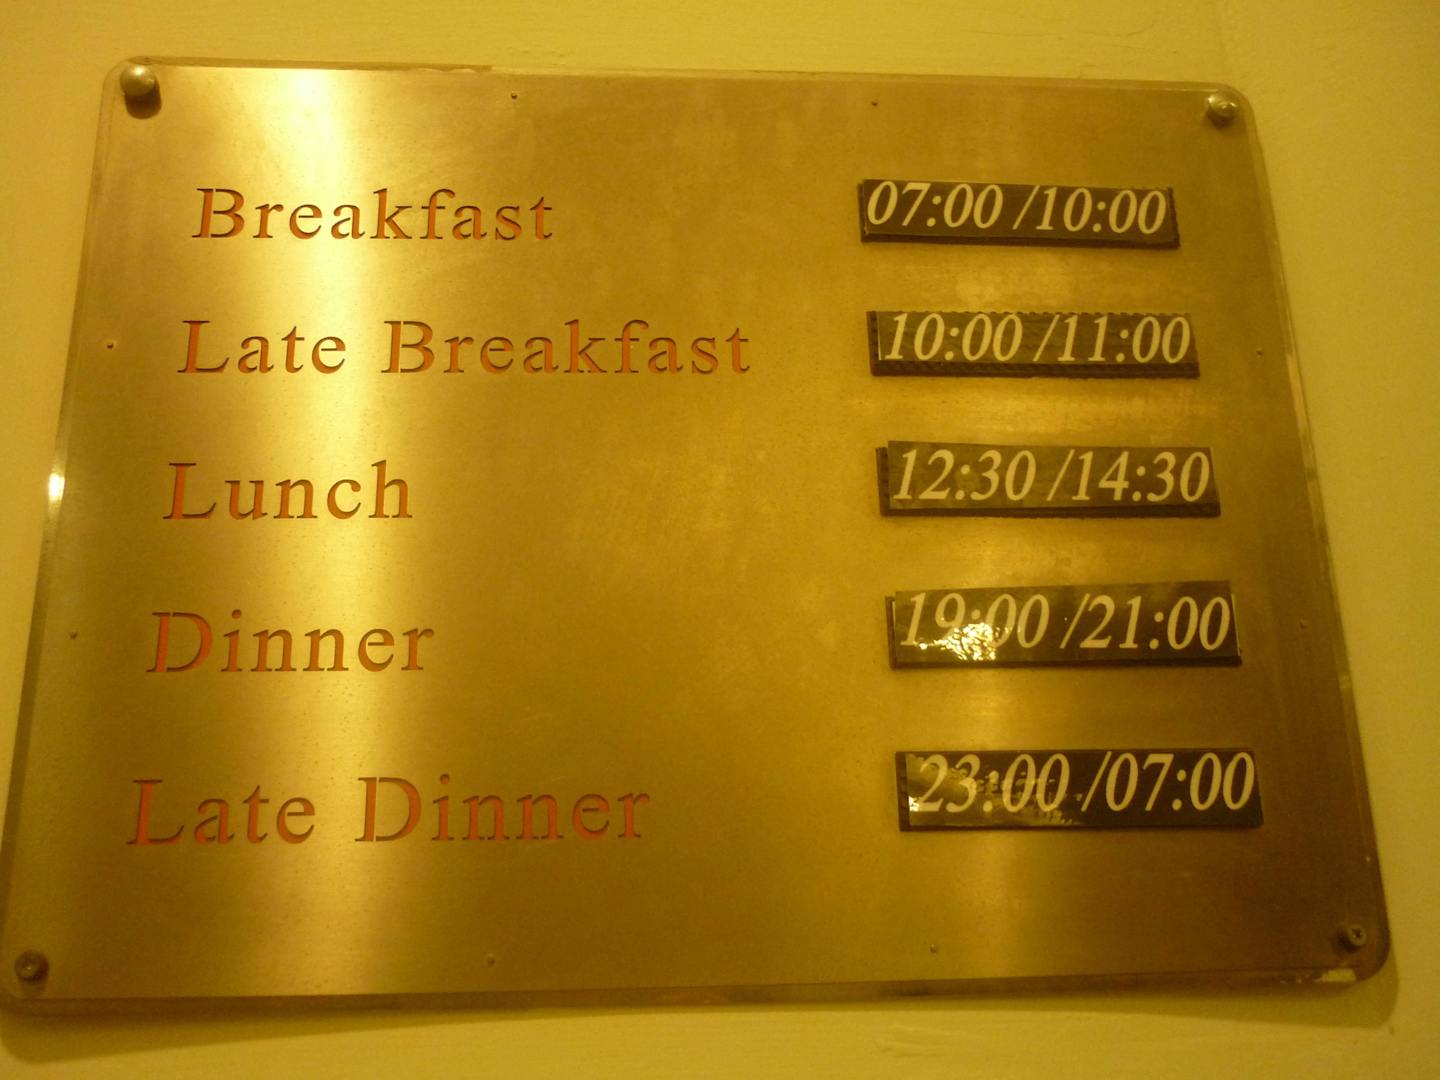 Breakfast 07:00 /10:00
Late Breakfast 10:00 /11:00
Lunch 12:30 /14:30
Dinner 19:00 /21:00
Late Dinner 23:00 /07:00